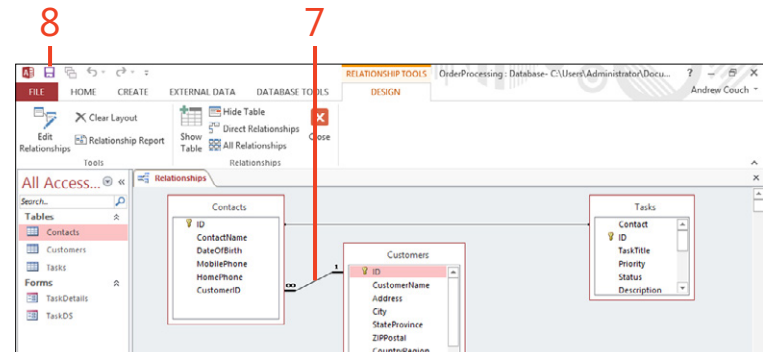 8 7
RELATIONSHIP TOOLS OrderProcessing : Database- C:\Users\Administrator\Docu... ?
FILE HOME CREATE EXTERNAL DATA DATABASE TOOLS DESIGN Andrew Couch
Edit Relationships
Clear Layout
Relationship Report
Tools
Show Table
Hide Table
Direct Relationships
All Relationships
Close
Relationships
All Access...
Search..
Tables
Contacts
Customers
Tasks
Forms
TaskDetails
TaskDS
Relationships
Contacts
ID
ContactName
DateOfBirth
MobilePhone
HomePhone
CustomerID
∞ 1
Customers
ID
CustomerName
Address
City
StateProvince
ZIPPostal
CountryRegion
Tasks
Contact
ID
TaskTitle
Priority
Status
Description